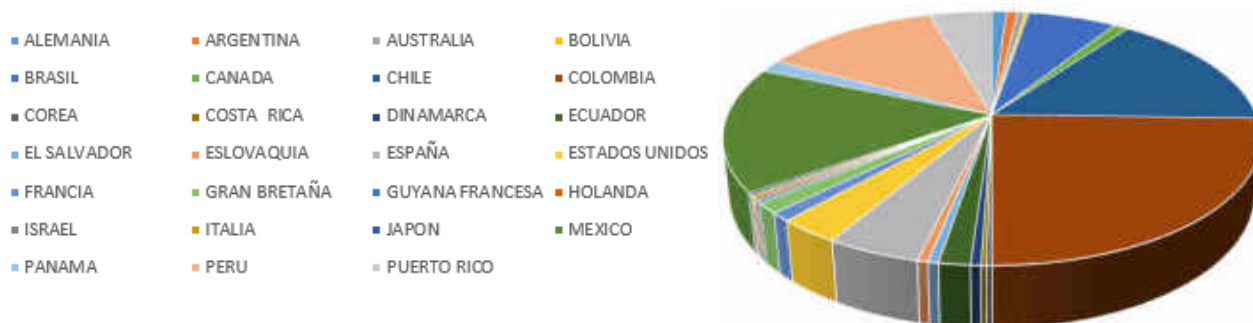 ALEMANIA ARGENTINA AUSTRALIA BOLIVIA
BRASIL CANADA CHILE COLOMBIA
COREA COSTA RICA DINAMARCA ECUADOR
EL SALVADOR ESLOVAQUIA ESPAÑA ESTADOS UNIDOS
FRANCIA GRAN BRETAÑA GUYANA FRANCESA HOLANDA
ISRAEL ITALIA JAPON MEXICO
PANAMA PERU PUERTO RICO